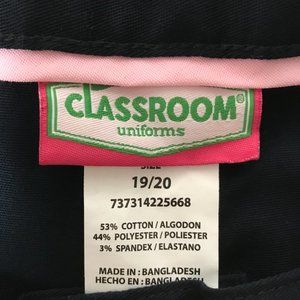 CLASSROOM®
uniforms
SIZE
19/20
737314225668
53% COTTON / ALGODON
44% POLYESTER / POLIESTER
3% SPANDEX / ELASTANO
MADE IN : BANGLADESH
HECHO EN : BANGLADESH